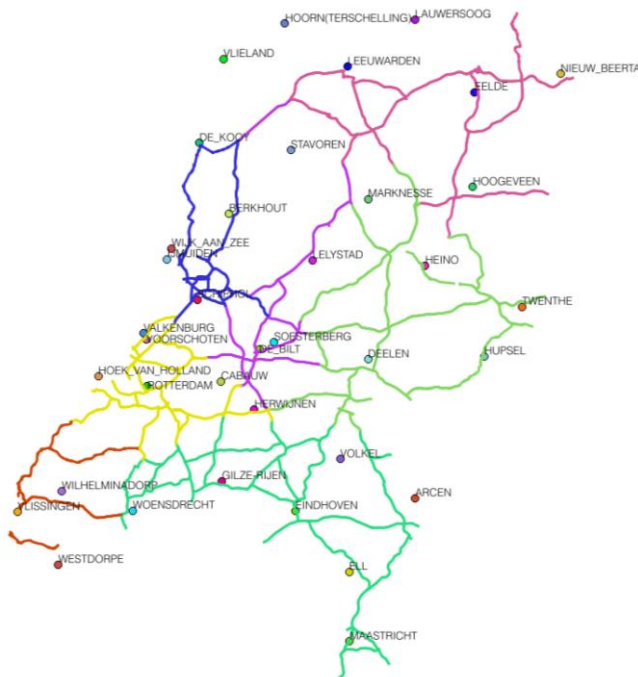 HOORN(TERSCHELLING)
LAUWERSOOG
VLIELAND
LEEUWARDEN
NIEUW_BEERTA
EELDE
DE_KOOY
STAVOREN
MARKNESSE
HOOGEVEEN
BERKHOUT
WIJK_AAN_ZEE
IJMUIDEN
LELYSTAD
HEINO
SCHIPHOL
TWENTHE
VALKENBURG
VOORSCHOTEN
SOESTERBERG
DE_BILT
DEELEN
HUPSEL
HOEK_VAN_HOLLAND
ROTTERDAM
CABAUW
HERWIJNEN
VOLKEL
WILHELMINADORP
GILZE-RIJEN
ARCEN
VLISSINGEN
WOENSDRECHT
EINDHOVEN
WESTDORPE
ELL
MAASTRICHT